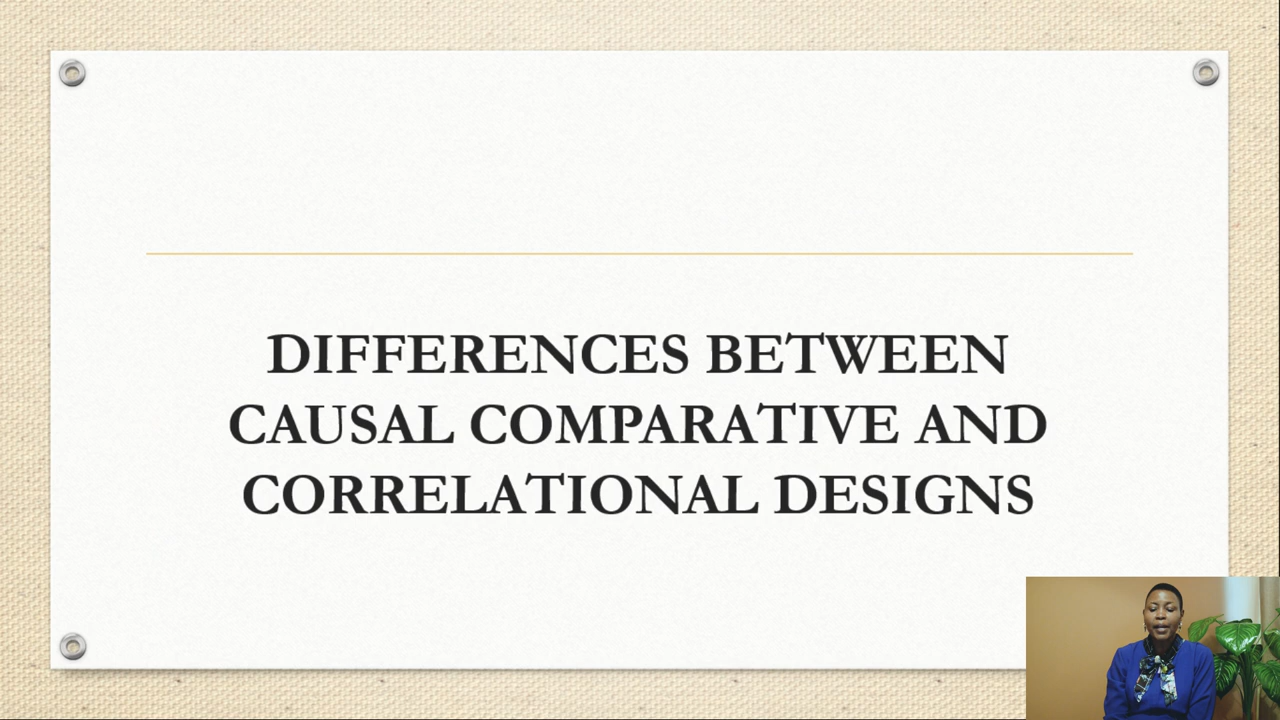 DIFFERENCES BETWEEN
CAUSAL COMPARATIVE AND
CORRELATIONAL DESIGNS